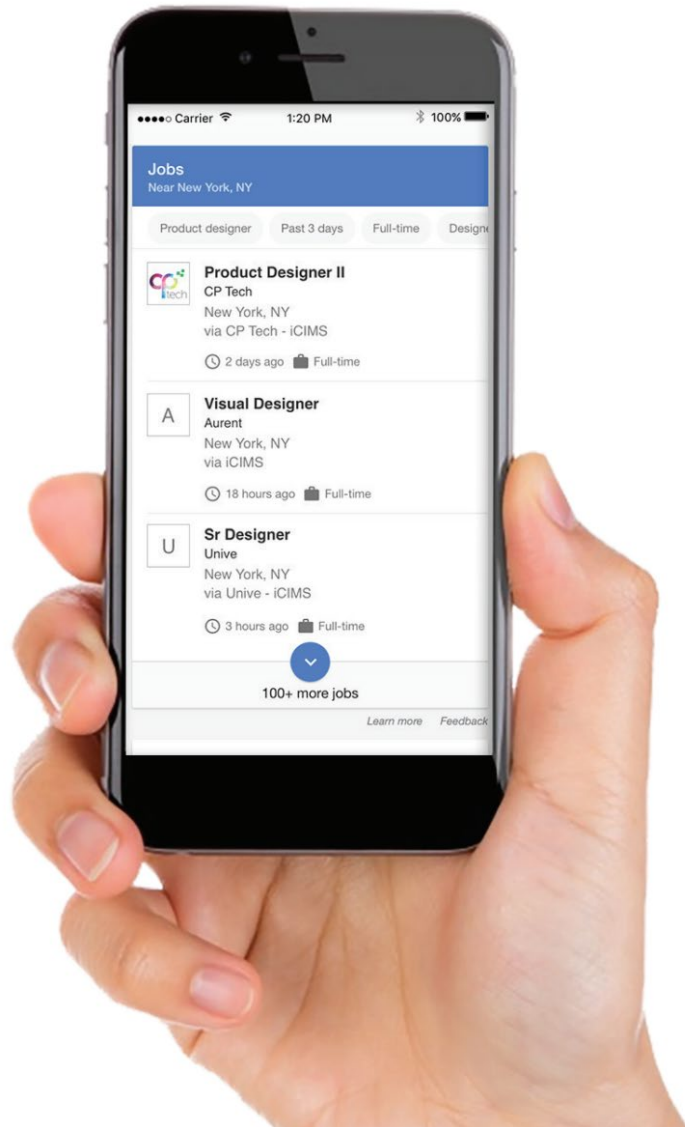 Carrier 1:20 PM 100%
Jobs
Near New York, NY
Product designer Past 3 days Full-time Designe
cp
tech
Product Designer II
CP Tech
New York, NY
via CP Tech - iCIMS
2 days ago Full-time
A
Visual Designer
Aurent
New York, NY
via iCIMS
18 hours ago Full-time
U
Sr Designer
Unive
New York, NY
via Unive - iCIMS
3 hours ago Full-time
100+ more jobs
Learn more Feedback